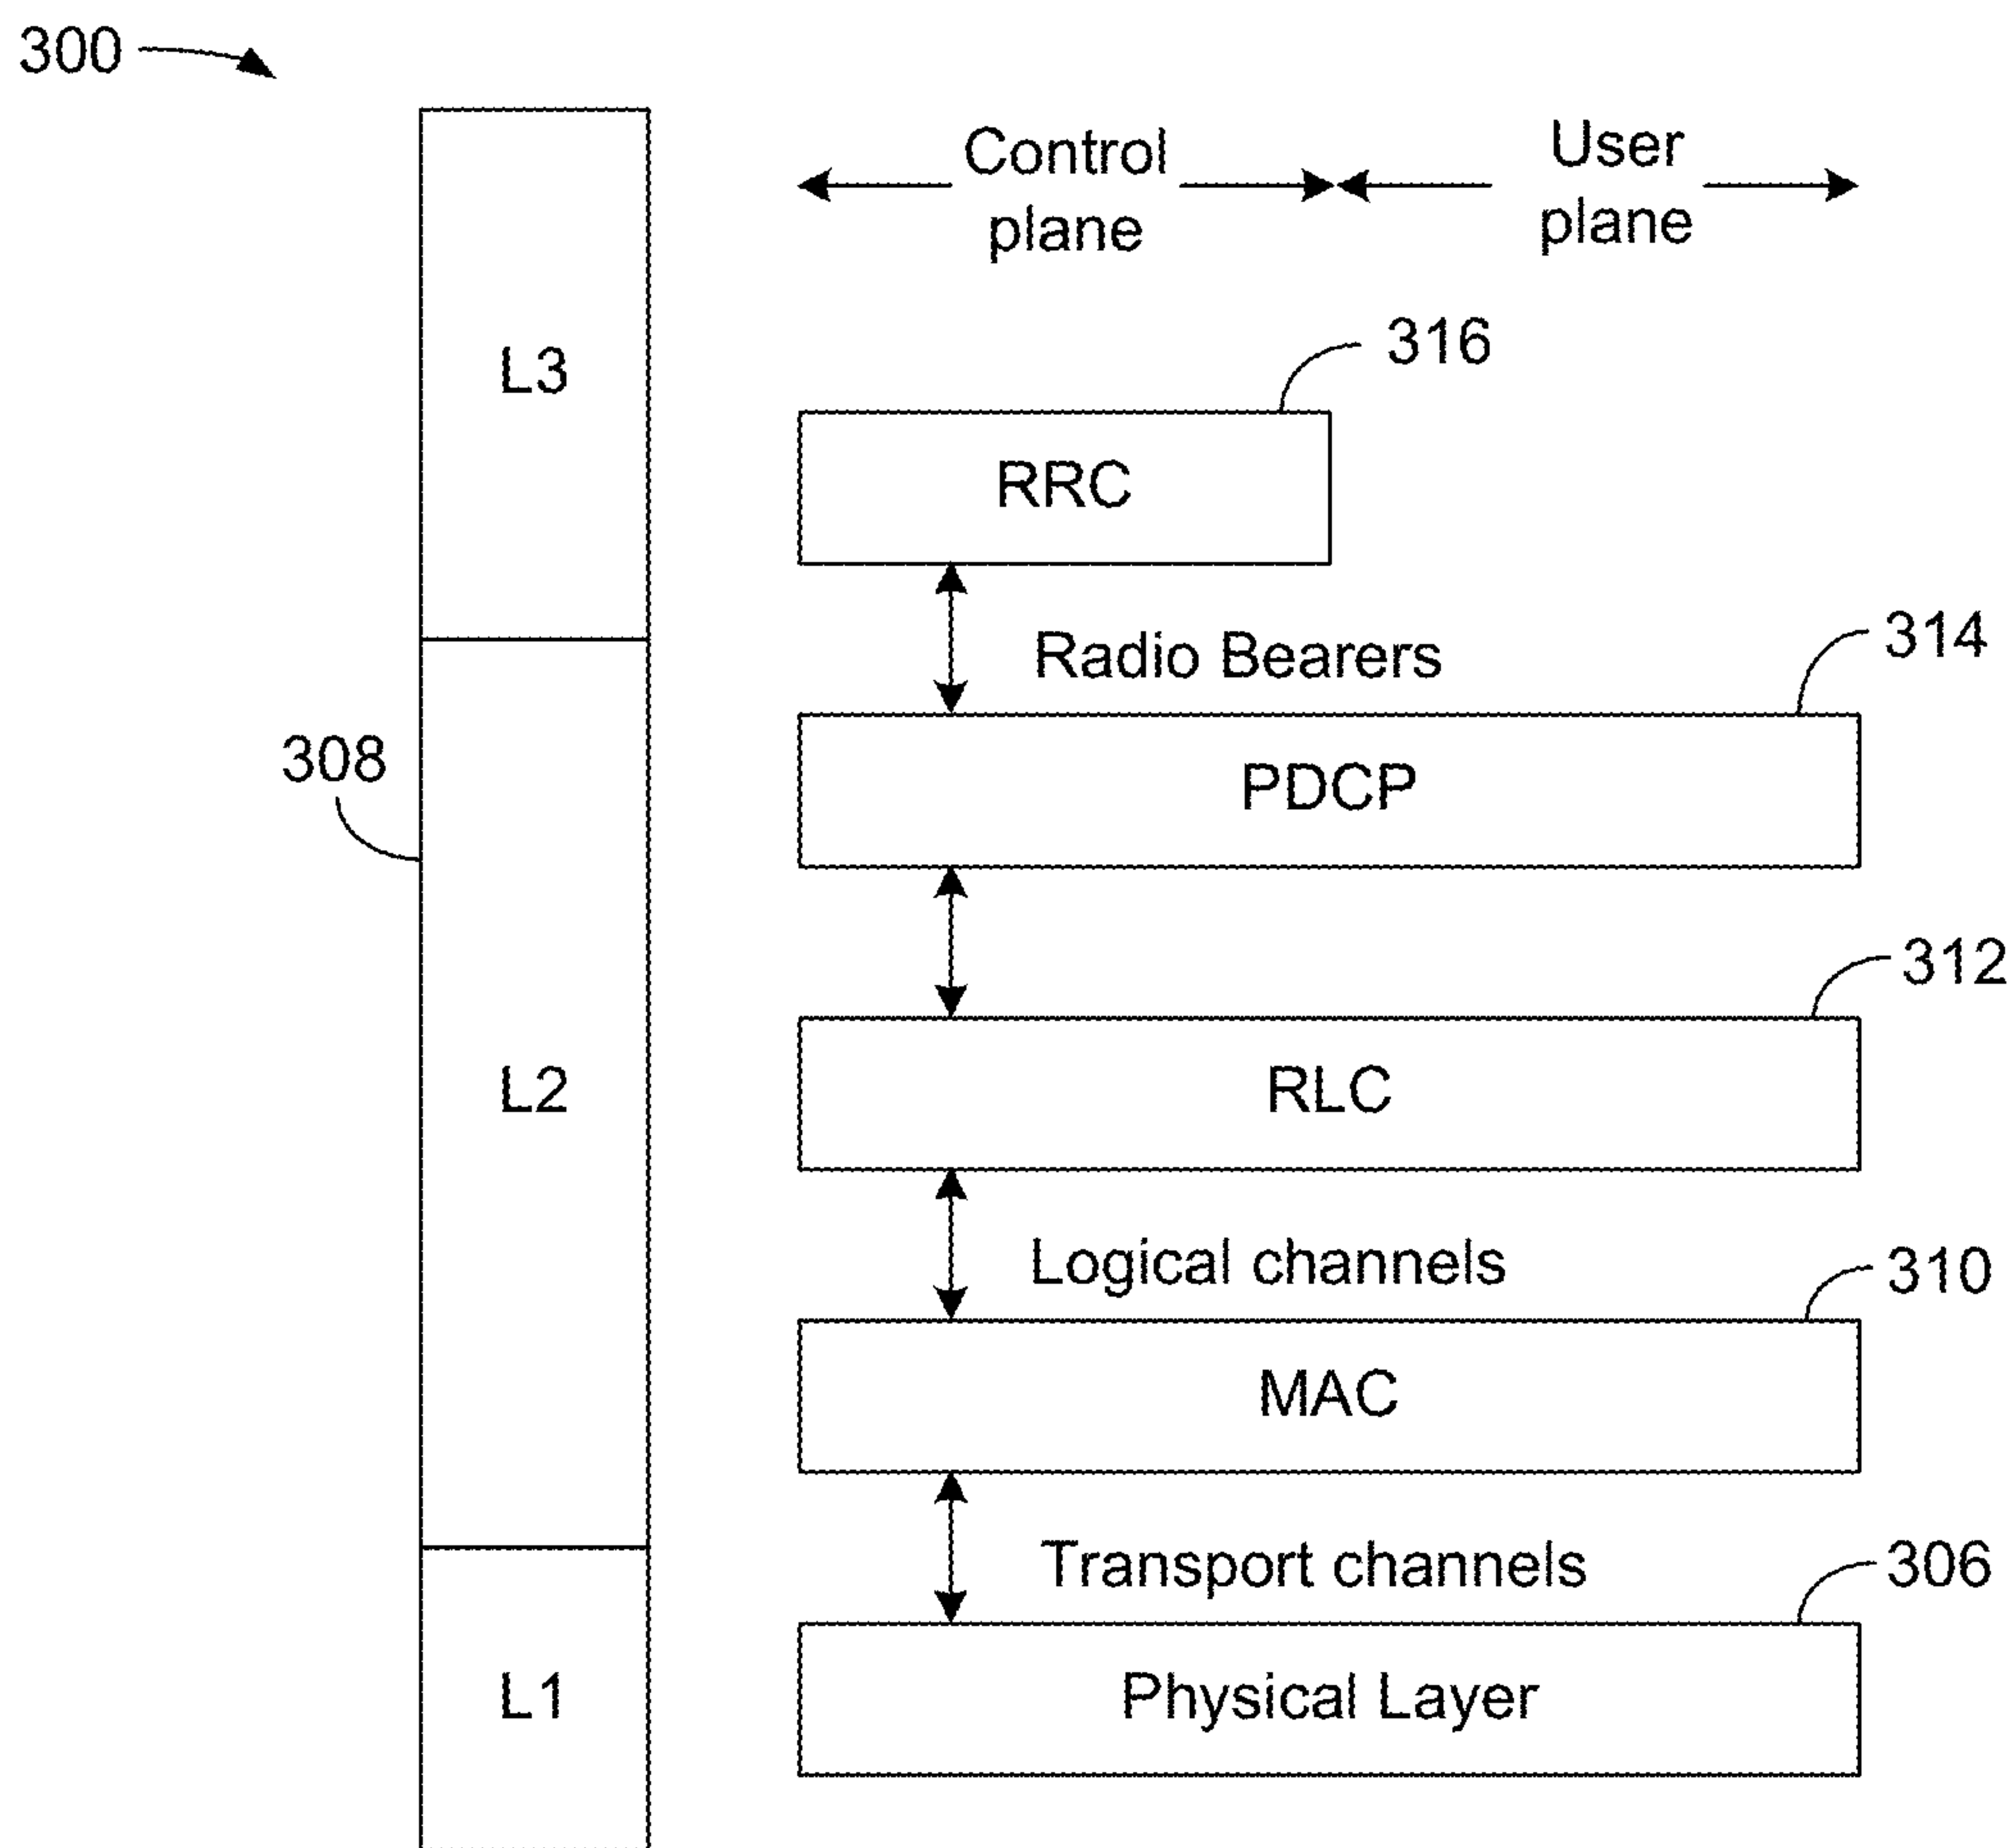 300
Control
plane
User
plane
L3
316
RRC
Radio Bearers
314
308
PDCP
312
L2
RLC
Logical channels
310
MAC
Transport channels
306
L1
Physical Layer